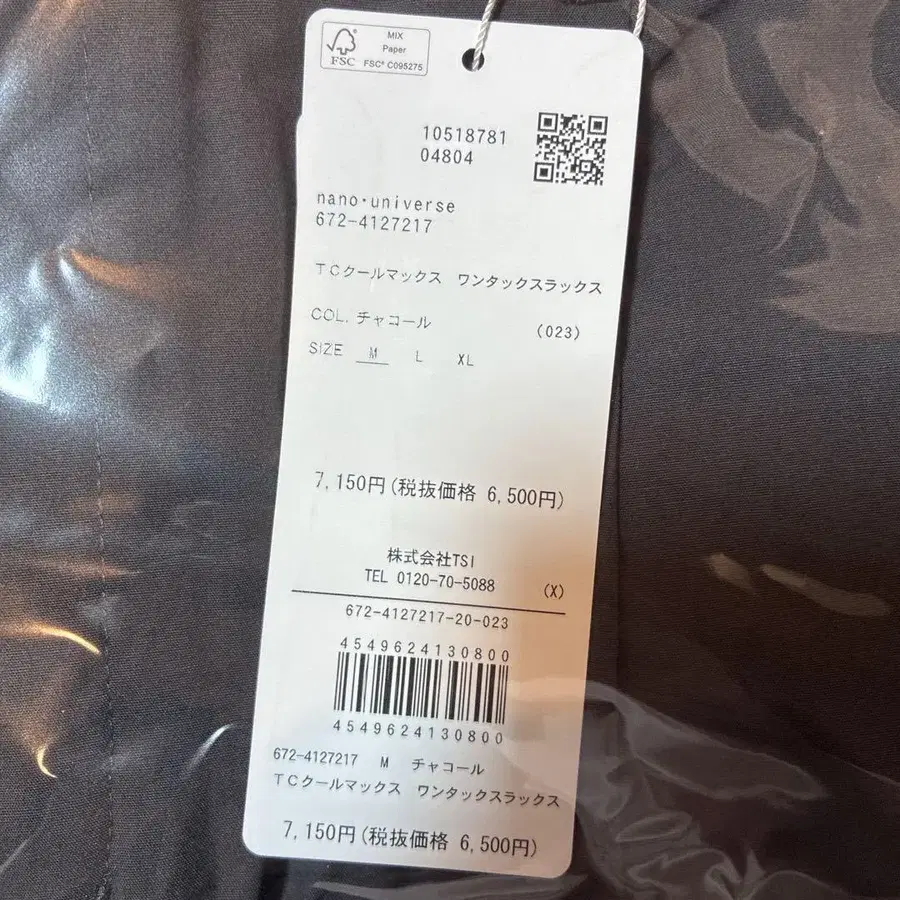 MIX
Paper
FSC
FSC® C095275
10518781
04804
nano・universe
672-4127217
TCクールマックス ワンタックスラックス
COL. チャコール (023)
SIZE M L XL
7,150円(税抜価格 6,500円)
株式会社TSI
TEL 0120-70-5088 (X)
672-4127217-20-023
4549624130800
4549624130800
672-4127217 M チャコール
TCクールマックス ワンタックスラックス
7,150円(税抜価格 6,500円)